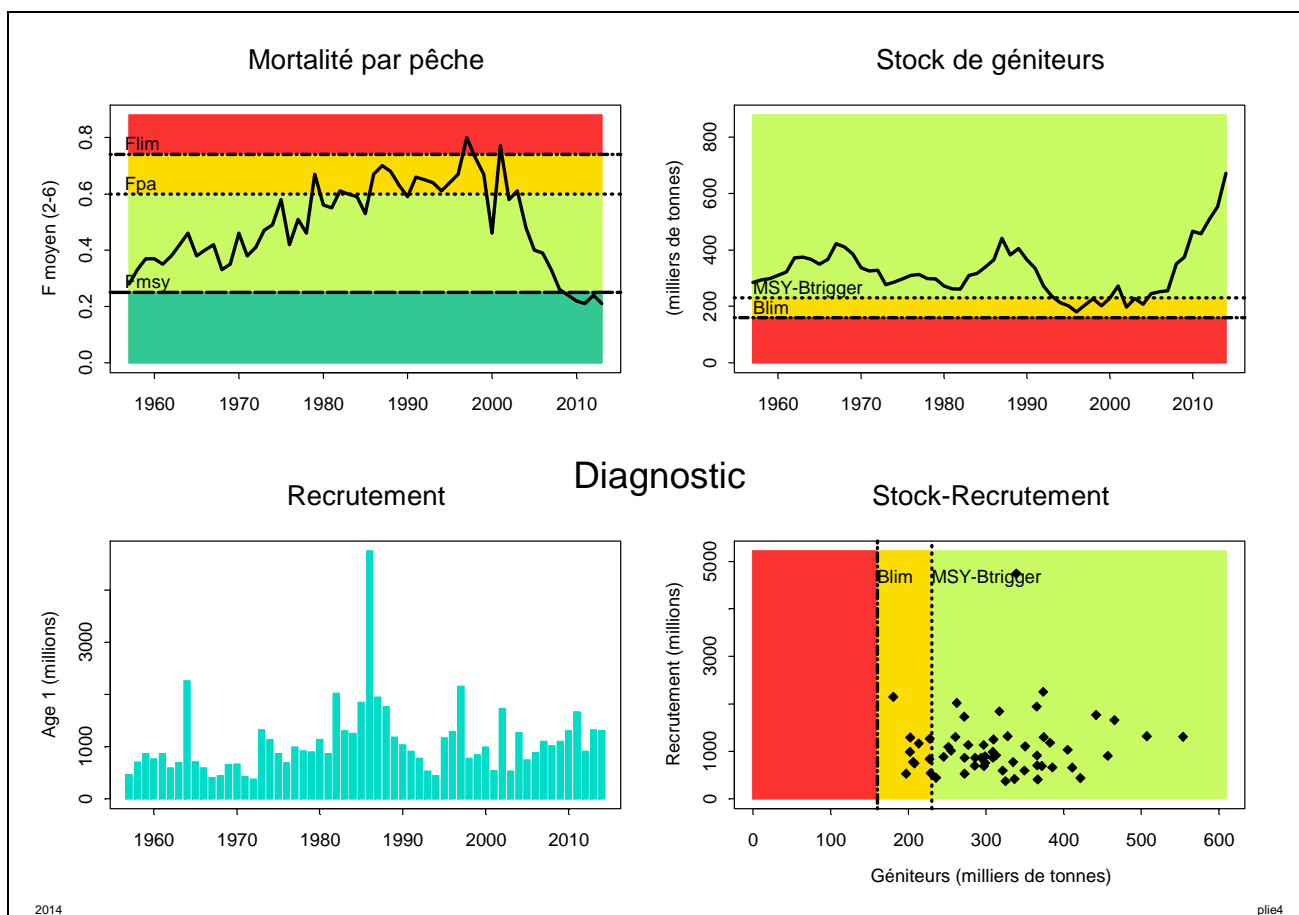 Mortalité par pêche
F moyen (2-6)
0.0 0.2 0.4 0.6 0.8
Flim
Fpa
Fmsy
1960 1970 1980 1990 2000 2010
Stock de géniteurs
(milliers de tonnes)
0 200 400 600 800
MSY-Btrigger
Blim
1960 1970 1980 1990 2000 2010
Diagnostic
Recrutement
Age 1 (millions)
0 1000 3000
1960 1970 1980 1990 2000 2010
Stock-Recrutement
Recrutement (millions)
0 1000 3000 5000
Blim
MSY-Btrigger
0 100 200 300 400 500 600
Géniteurs (milliers de tonnes)
2014
plie4